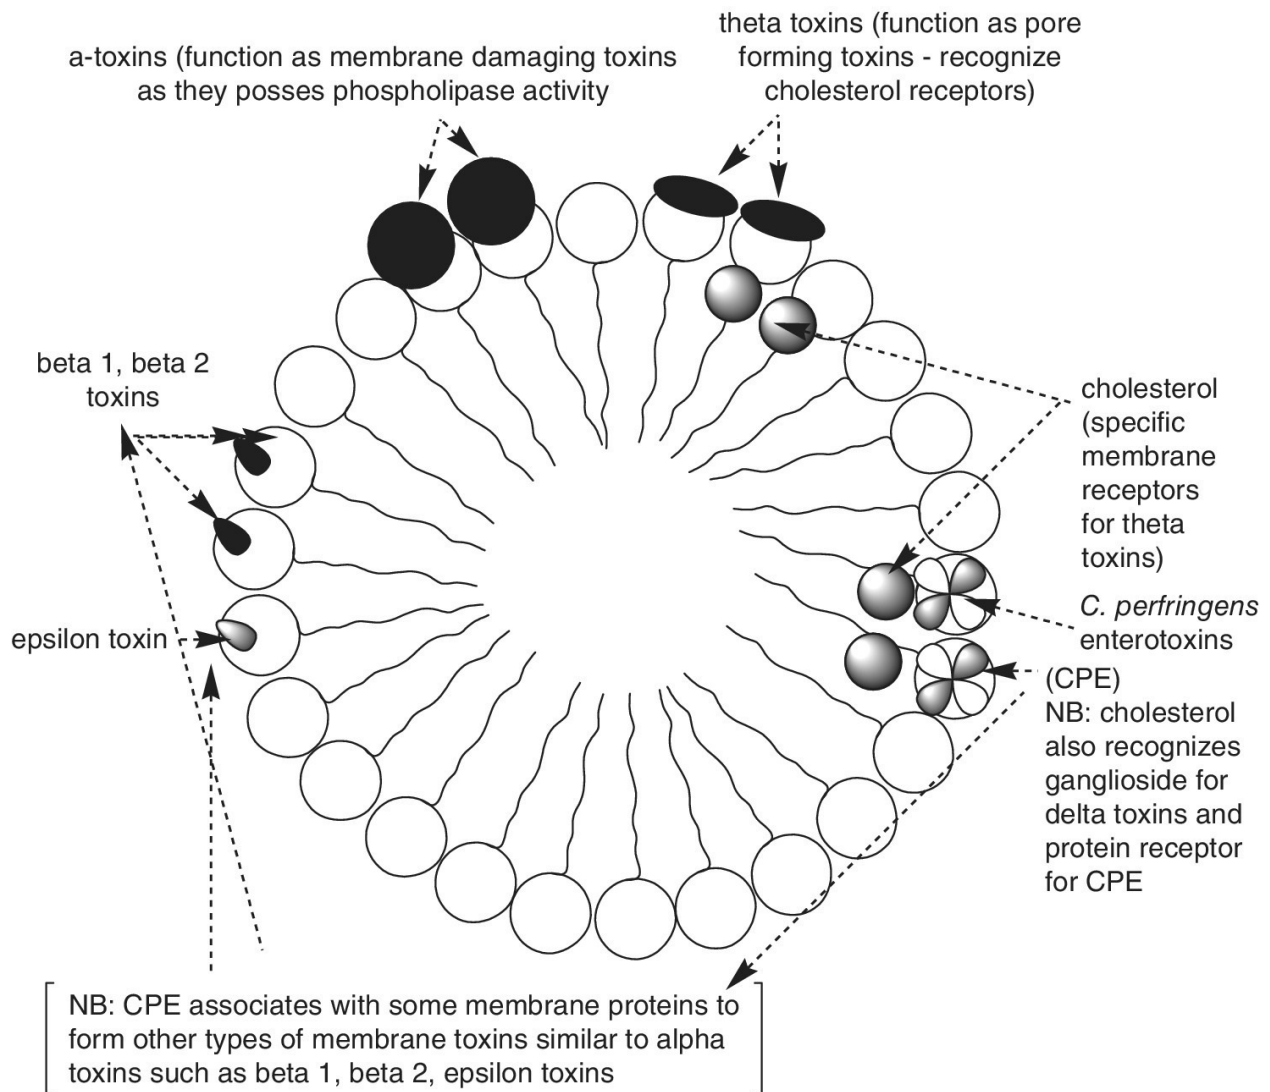 theta toxins (function as pore
forming toxins - recognize
cholesterol receptors)
a-toxins (function as membrane damaging toxins
as they posses phospholipase activity
beta 1, beta 2
toxins
epsilon toxin
cholesterol
(specific
membrane
receptors
for theta
toxins)
C. perfringens
enterotoxins
(CPE)
NB: cholesterol
also recognizes
ganglioside for
delta toxins and
protein receptor
for CPE
NB: CPE associates with some membrane proteins to
form other types of membrane toxins similar to alpha
toxins such as beta 1, beta 2, epsilon toxins